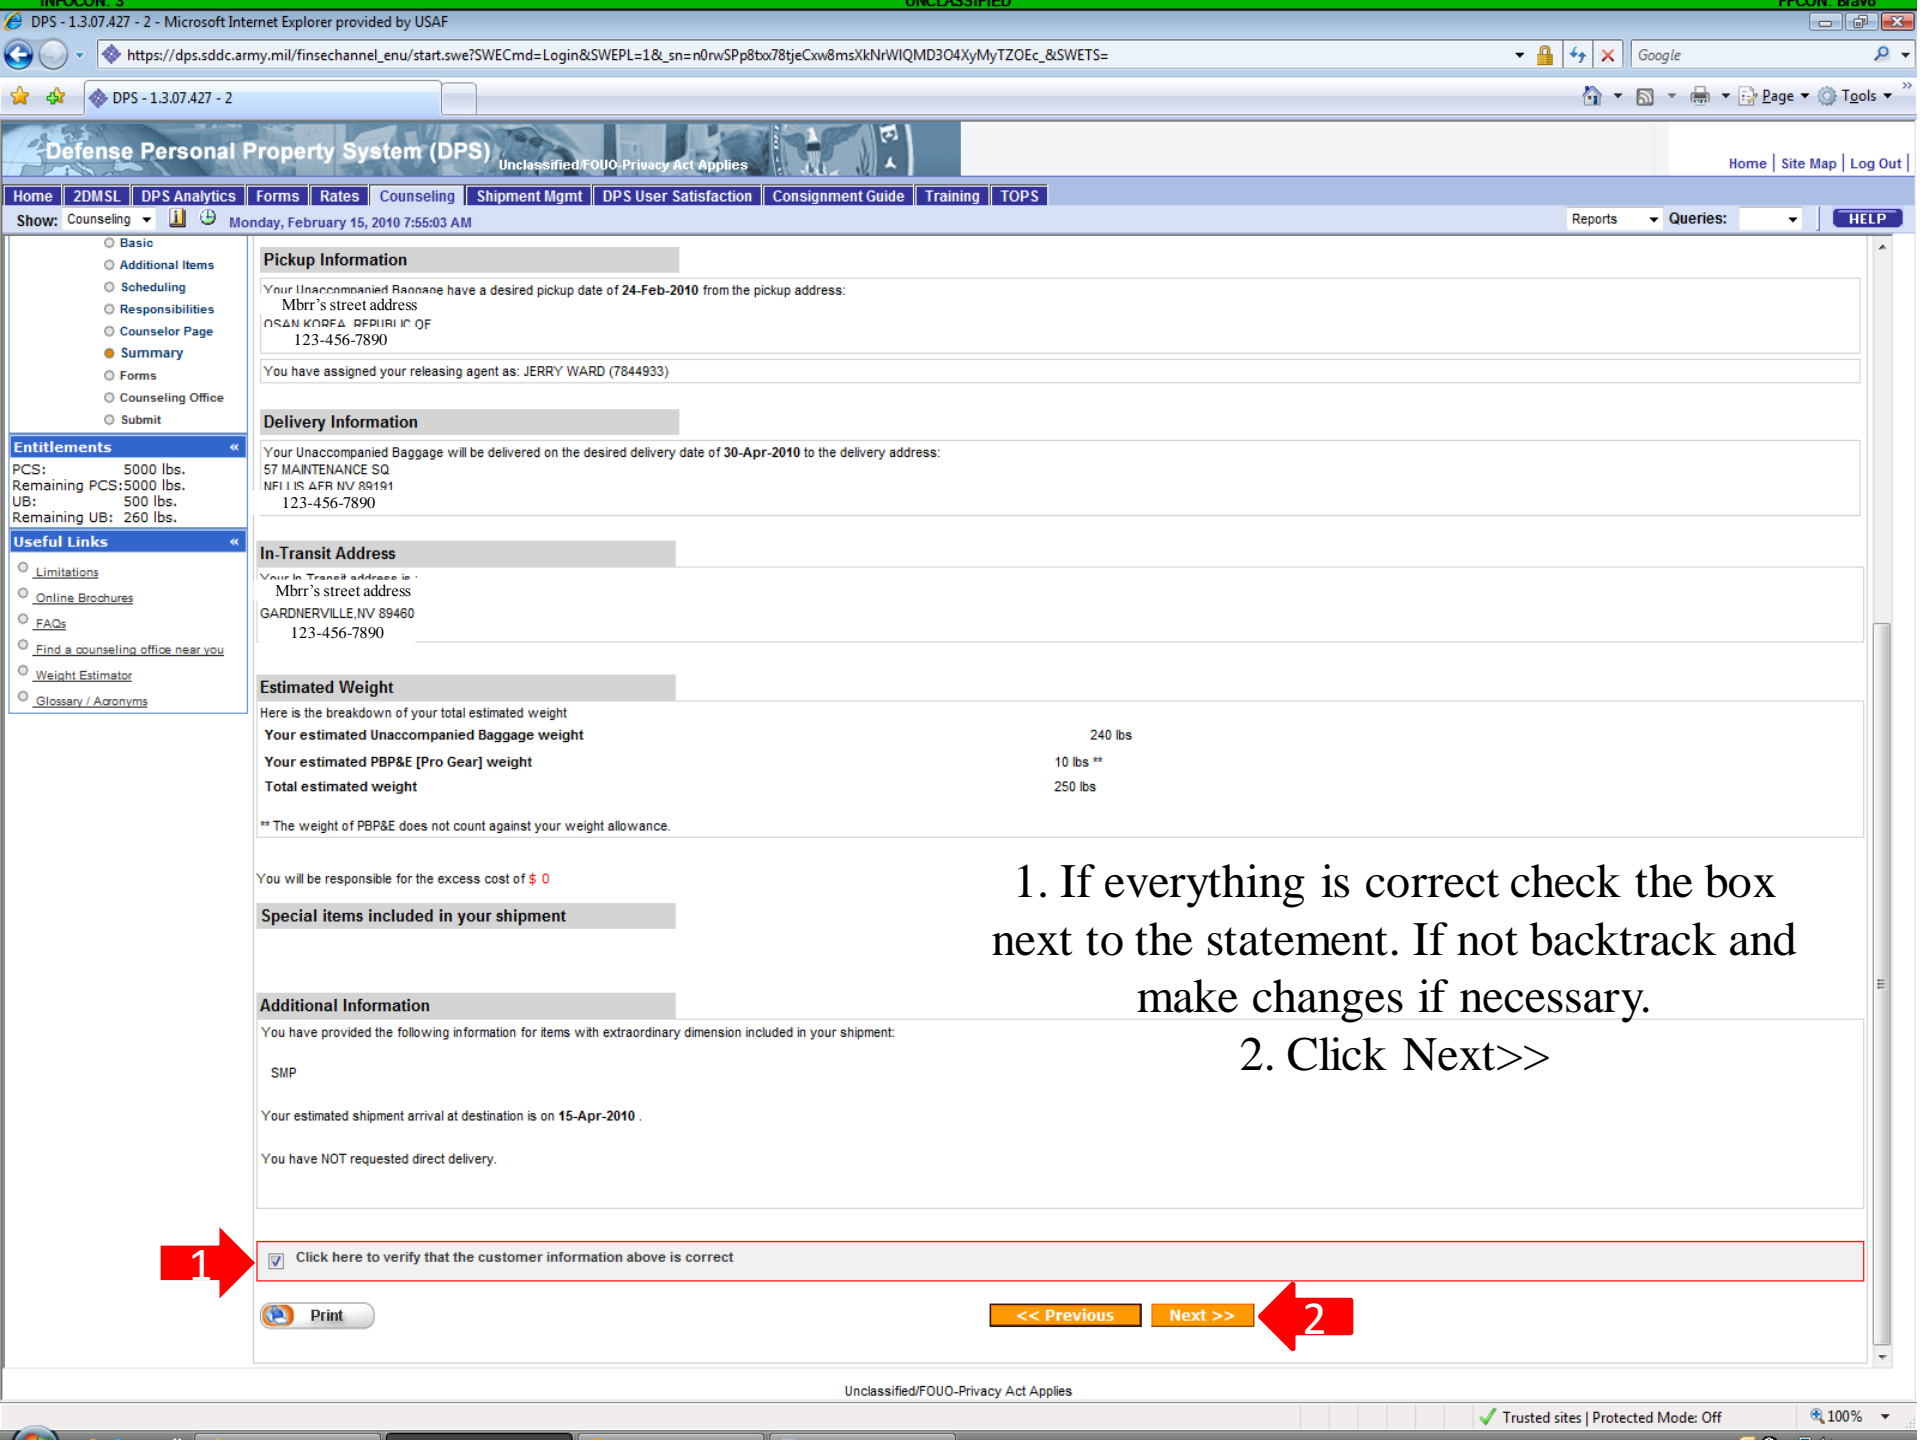 INFOCON: 3 UNCLASSIFIED FPCON: Bravo
DPS - 1.3.07.427 - 2 - Microsoft Internet Explorer provided by USAF
https://dps.sddc.army.mil/finsechannel_enu/start.swe?SWECmd=Login&SWEPL=1&_sn=n0rwSPp8txx78tjeCxw8msXkNrWIQMD3O4XyMyTZOEc_&SWETS=
Google
DPS - 1.3.07.427 - 2
Page
Tools
Defense Personal Property System (DPS)
Unclassified/FOUO-Privacy Act Applies
Home | Site Map | Log Out |
Home 2DMSL DPS Analytics Forms Rates Counseling Shipment Mgmt DPS User Satisfaction Consignment Guide Training TOPS
Show: Counseling
Monday, February 15, 2010 7:55:03 AM
Reports
Queries:
HELP
Basic
Additional Items
Scheduling
Responsibilities
Counselor Page
Summary
Forms
Counseling Office
Submit
Entitlements «
PCS: 5000 lbs.
Remaining PCS:5000 lbs.
UB: 500 lbs.
Remaining UB: 260 lbs.
Useful Links «
Limitations
Online Brochures
FAQs
Find a counseling office near you
Weight Estimator
Glossary / Acronyms
Pickup Information
Your Unaccompanied Baggage have a desired pickup date of 24-Feb-2010 from the pickup address:
Mbrr's street address
OSAN KOREA, REPUBLIC OF
123-456-7890
You have assigned your releasing agent as: JERRY WARD (7844933)
Delivery Information
Your Unaccompanied Baggage will be delivered on the desired delivery date of 30-Apr-2010 to the delivery address:
57 MAINTENANCE SQ
NELLIS AFB NV 89191
123-456-7890
In-Transit Address
Your In-Transit address is :
Mbrr's street address
GARDNERVILLE,NV 89460
123-456-7890
Estimated Weight
Here is the breakdown of your total estimated weight
Your estimated Unaccompanied Baggage weight 240 lbs
Your estimated PBP&E [Pro Gear] weight 10 lbs **
Total estimated weight 250 lbs
** The weight of PBP&E does not count against your weight allowance.
You will be responsible for the excess cost of $ 0
Special items included in your shipment
Additional Information
You have provided the following information for items with extraordinary dimension included in your shipment:
SMP
Your estimated shipment arrival at destination is on 15-Apr-2010 .
You have NOT requested direct delivery.
1. If everything is correct check the box
next to the statement. If not backtrack and
make changes if necessary.
2. Click Next>>
1
Click here to verify that the customer information above is correct
Print
<< Previous
Next >>
2
Unclassified/FOUO-Privacy Act Applies
Trusted sites | Protected Mode: Off
100%